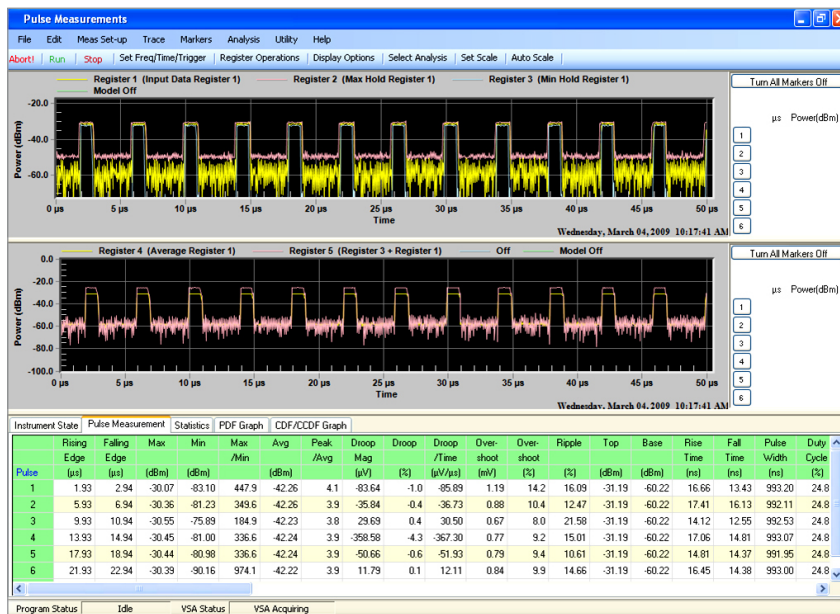 Pulse Measurements
File Edit Meas Set-up Trace Markers Analysis Utility Help
Abort! Run Stop Set Freq/Time/Trigger Register Operations Display Options Select Analysis Set Scale Auto Scale
Register 1 (Input Data Register 1) Register 2 (Max Hold Register 1) Register 3 (Min Hold Register 1)
Model Off
Turn All Markers Off
µs Power(dBm)
1
2
3
4
5
6
Power (dBm)
-20.0
-40.0
-60.0
0 µs 5 µs 10 µs 15 µs 20 µs 25 µs 30 µs 35 µs 40 µs 45 µs 50 µs
Time
Wednesday, March 04, 2009 10:17:41 AM
Register 4 (Average Register 1) Register 5 (Register 3 + Register 1) Off Model Off
Turn All Markers Off
µs Power(dBm)
1
2
3
4
5
6
Power (dBm)
0.0
-20.0
-40.0
-60.0
-80.0
-100.0
0 µs 5 µs 10 µs 15 µs 20 µs 25 µs 30 µs 35 µs 40 µs 45 µs 50 µs
Time
Wednesday, March 04, 2009 10:17:41 AM
Instrument State Pulse Measurement Statistics PDF Graph CDF/CCDF Graph
Rising Falling Max Min Max Avg Peak Droop Droop Droop Over- Over- Ripple Top Base Rise Fall Pulse Duty
Edge Edge /Min /Avg Mag /Time shoot shoot Time Time Width Cycle
Pulse (µs) (µs) (dBm) (dBm) (dBm) (µV) (%) (µV/µs) (mV) (%) (%) (dBm) (dBm) (ns) (ns) (ns) (%)
1 1.93 2.94 -30.07 -83.10 447.9 -42.26 4.1 -83.64 -1.0 -85.89 1.19 14.2 16.09 -31.19 -60.22 16.66 13.43 993.20 24.8
2 5.93 6.94 -30.36 -81.23 349.6 -42.26 3.9 -35.84 -0.4 -36.73 0.88 10.4 12.47 -31.19 -60.22 17.41 16.13 992.11 24.8
3 9.93 10.94 -30.55 -75.89 184.9 -42.23 3.8 29.69 0.4 30.50 0.67 8.0 21.58 -31.19 -60.22 14.12 12.55 992.53 24.8
4 13.93 14.94 -30.45 -81.00 336.6 -42.24 3.9 -358.58 -4.3 -367.30 0.77 9.2 15.01 -31.19 -60.22 17.06 14.81 993.07 24.8
5 17.93 18.94 -30.44 -80.98 336.6 -42.24 3.9 -50.66 -0.6 -51.93 0.79 9.4 10.61 -31.19 -60.22 14.81 14.37 991.95 24.8
6 21.93 22.94 -30.39 -90.16 974.1 -42.22 3.9 11.79 0.1 12.11 0.84 9.9 14.66 -31.19 -60.22 16.45 14.38 993.00 24.8
Program Status Idle VSA Status VSA Acquiring